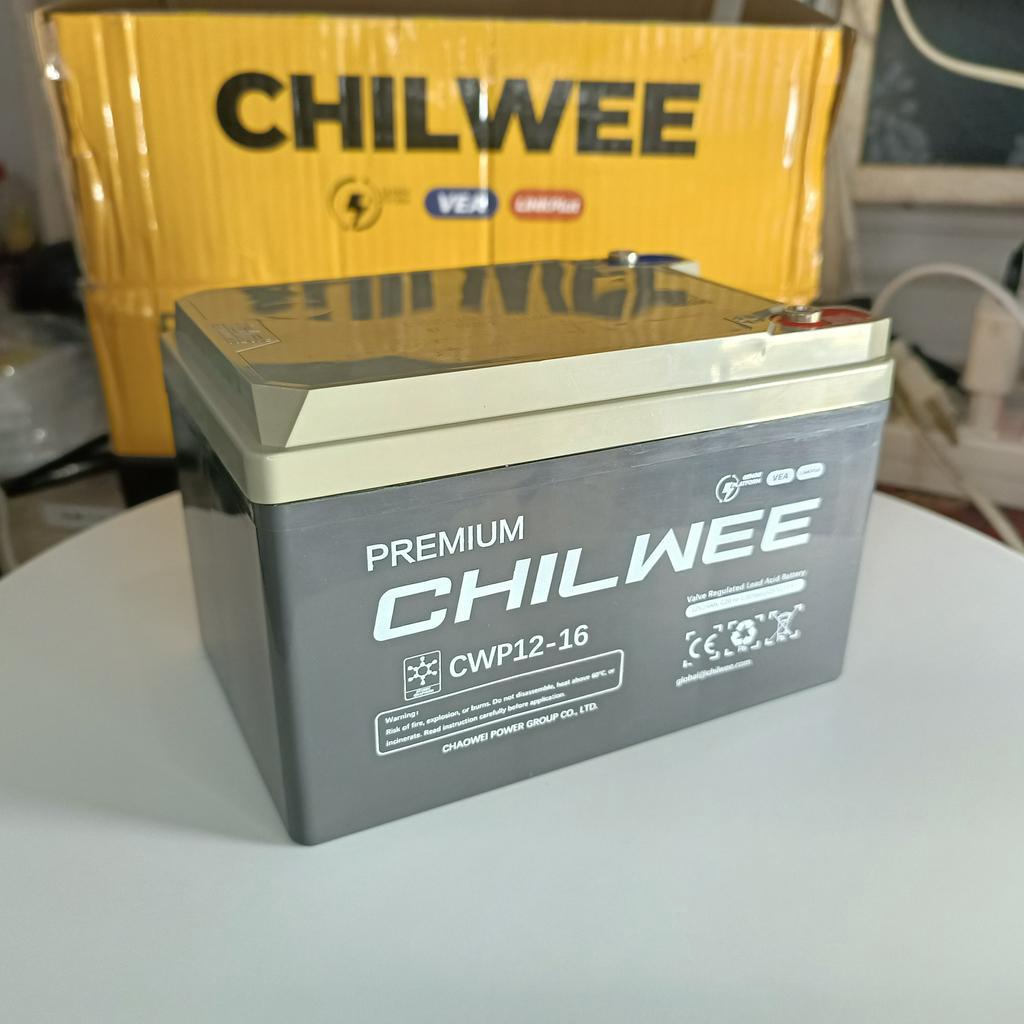 CHILWEE
VEA
LINKPlus
VEA
PREMIUM
CHILWEE
Valve Regulated Lead Acid Battery
CWP12-16
Warning!
Risk of fire, explosion, or burns. Do not disassemble, heat above 60°C, or
incinerate. Read instruction carefully before application.
CE
global@chilwee.com
CHAOWEI POWER GROUP CO., LTD.